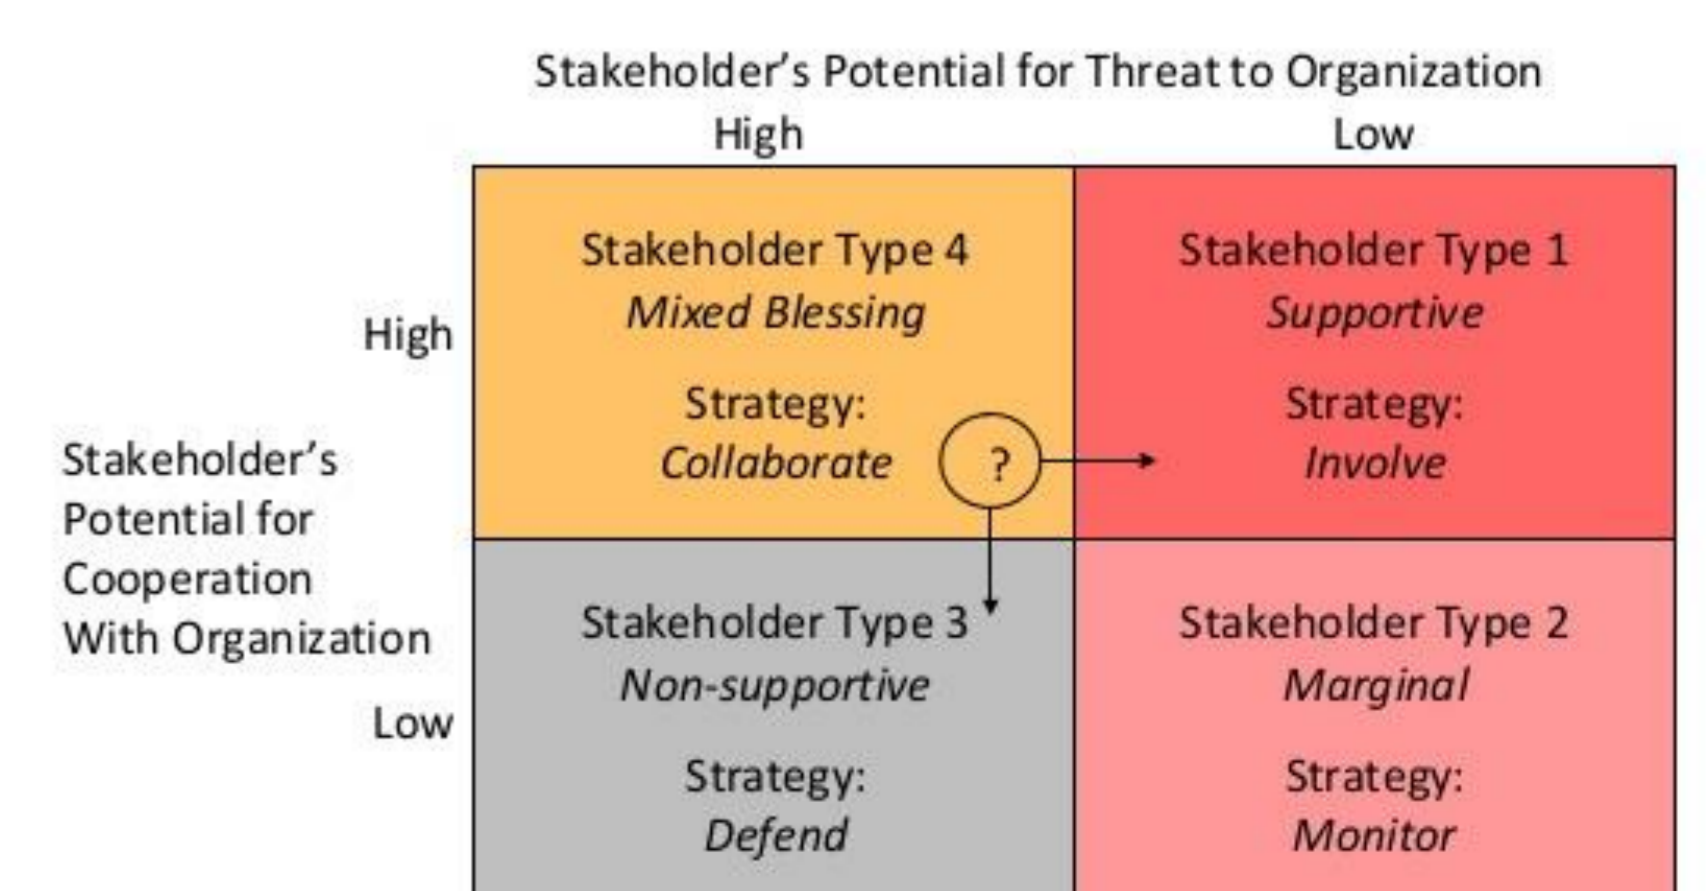 Stakeholder's Potential for Threat to Organization
High
Low
Stakeholder Type 4
Mixed Blessing
Strategy:
Collaborate
?
Stakeholder Type 1
Supportive
Strategy:
Involve
High
Stakeholder's
Potential for
Cooperation
With Organization
Low
Stakeholder Type 3
Non-supportive
Strategy:
Defend
Stakeholder Type 2
Marginal
Strategy:
Monitor